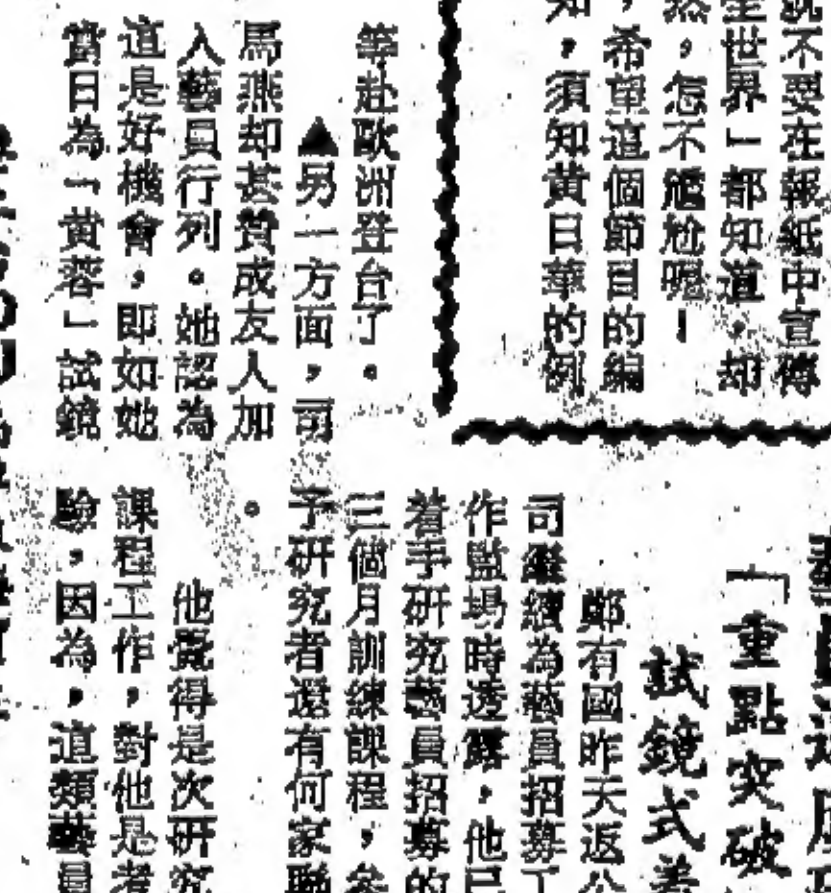 說不要在報紙中宣傳
全世界」都知道，却
然，怎不尷尬呢！
，希望這個節目的編
知，須知黃日華的例
等赴歐洲登台了。
▲另一方面，司
馬燕却甚贊成友人加
入藝員行列。她認為
道是好機會，即如她
當日為「黃蓉」試鏡
「重點突破
試鏡式
鄭有國昨天返公
司繼續為藝員招募工
作監場時透露，他已
着手研究藝員招募的
三個月訓練課程，參
予研究者還有何家聯
。
他覺得是次研究
課程工作，對他是考
驗，因為，這類藝員